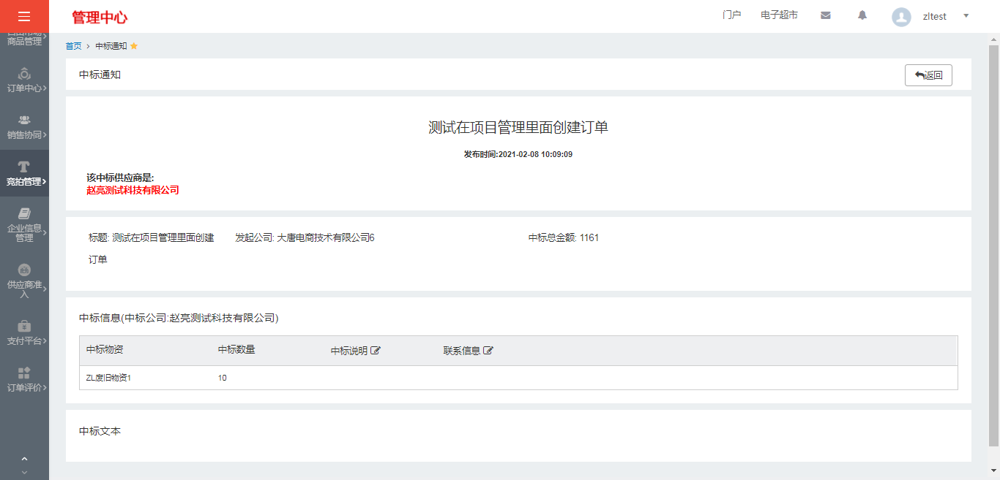 管理中心
门户
电子超市
zltest
商品管理
订单中心
销售协同
竞拍管理
企业信息
管理
供应商准
入
支付平台
订单评价
首页 > 中标通知
中标通知
返回
测试在项目管理里面创建订单
发布时间:2021-02-08 10:09:09
该中标供应商是:
赵亮测试科技有限公司
标题: 测试在项目管理里面创建
订单
发起公司: 大唐电商技术有限公司6
中标总金额: 1161
中标信息(中标公司:赵亮测试科技有限公司)
中标物资 中标数量 中标说明 联系信息
ZL废旧物资1 10
中标文本